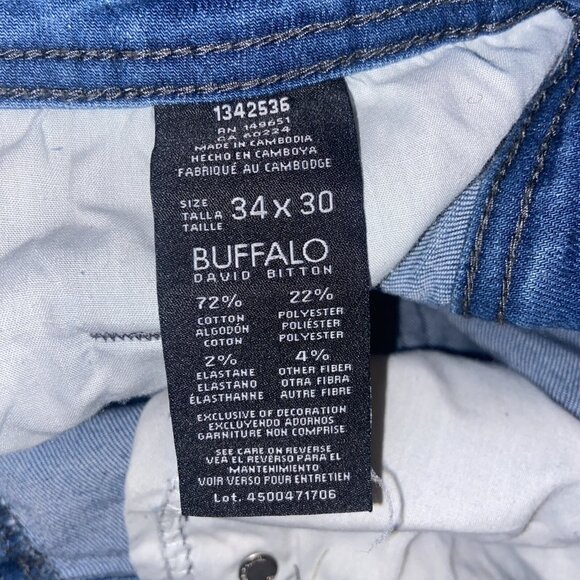 1342536
RN 149651
CA 60224
MADE IN CAMBODIA
HECHO EN CAMBOYA
FABRIQUÉ AU CAMBODGE
SIZE
TALLA 34 x 30
TAILLE
BUFFALO
DAVID BITTON
72% 22%
COTTON POLYESTER
ALGODÓN POLIÉSTER
COTON POLYESTER
2% 4%
ELASTANE OTHER FIBER
ELASTANO OTRA FIBRA
ÉLASTHANNE AUTRE FIBRE
EXCLUSIVE OF DECORATION
EXCLUYENDO ADORNOS
GARNITURE NON COMPRISE
SEE CARE ON REVERSE
VEA EL REVERSO PARA EL
MANTENIMIENTO
VOIR VERSO POUR ENTRETIEN
Lot. 4500471706